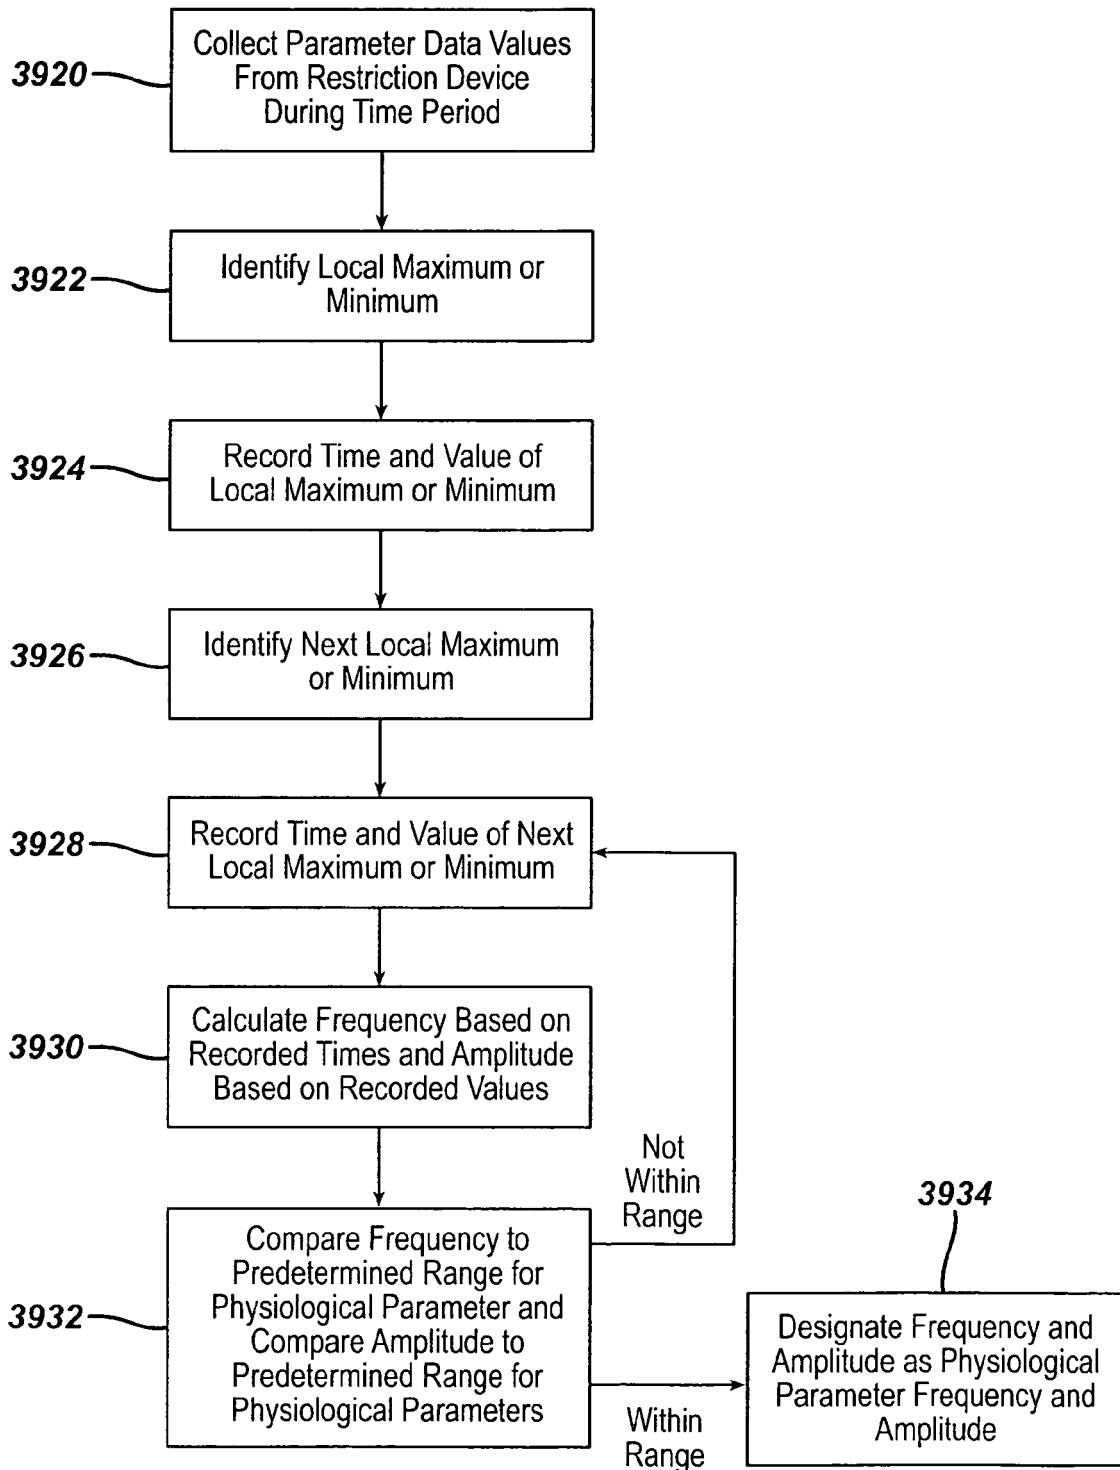 3920
Collect Parameter Data Values
From Restriction Device
During Time Period
3922
Identify Local Maximum or
Minimum
3924
Record Time and Value of
Local Maximum or Minimum
3926
Identify Next Local Maximum
or Minimum
3928
Record Time and Value of Next
Local Maximum or Minimum
3930
Calculate Frequency Based on
Recorded Times and Amplitude
Based on Recorded Values
Not
Within
Range
3932
Compare Frequency to
Predetermined Range for
Physiological Parameter and
Compare Amplitude to
Predetermined Range for
Physiological Parameters
Within
Range
3934
Designate Frequency and
Amplitude as Physiological
Parameter Frequency and
Amplitude